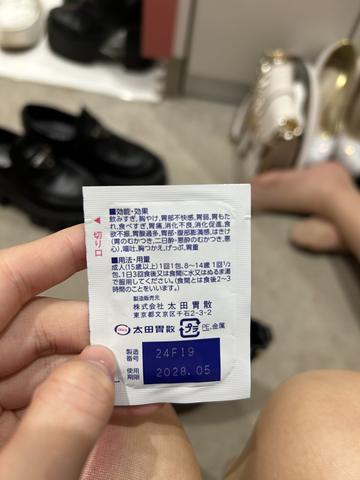 ■効能・効果
飲みすぎ,胸やけ,胃部不快感,胃弱,胃もた
れ,食べすぎ,胃痛,消化不良,消化促進,食
欲不振,胃酸過多,胃部・腹部膨満感,はきけ
(胃のむかつき,二日酔・悪酔のむかつき,悪
心),嘔吐,胸つかえ,げっぷ,胃重
■用法・用量
成人(15歳以上)1回1包、8〜14歳1回1/2
包、1日3回食後又は食間に水又はぬるま湯
で服用してください。(食間とは食後2〜3
時間のことをいいます。)
製造販売元
株式会社 太田胃散
東京都文京区千石2-3-2
太田胃散
プラ
PE,金属
製造
番号
24F19
使用
期限
2028.05
切り口